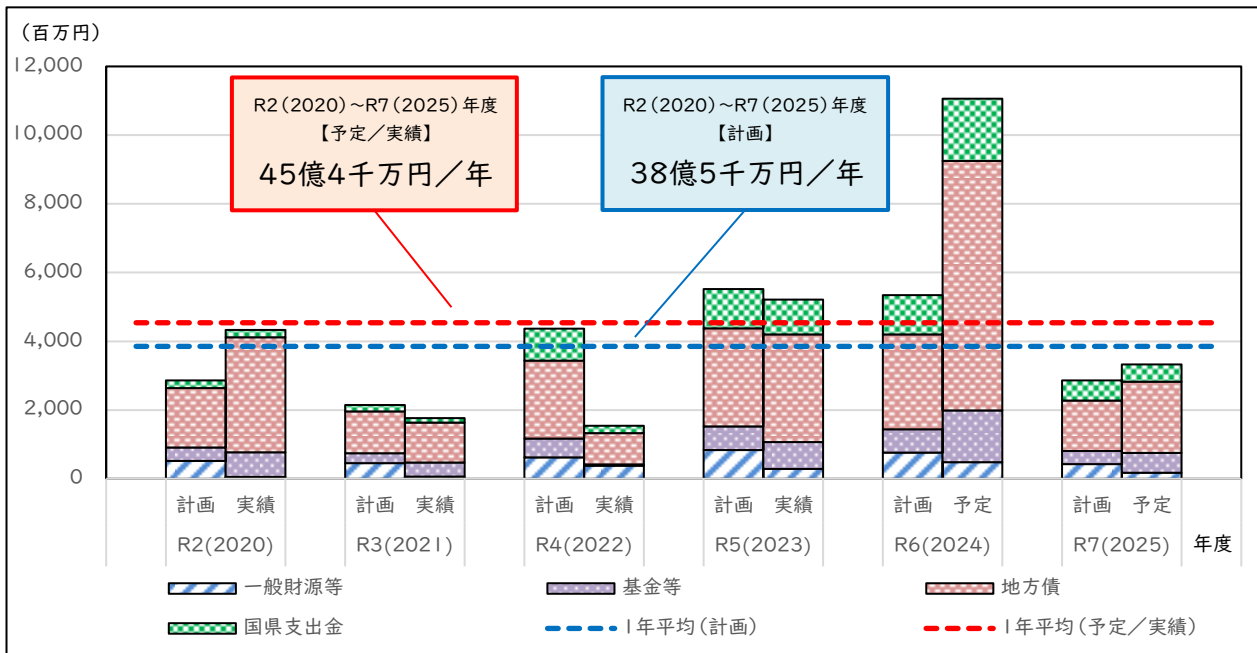 （百万円）
12,000
10,000
8,000
6,000
4,000
2,000
0
R2(2020)～R7(2025)年度
【予定／実績】
45億4千万円／年
R2(2020)～R7(2025)年度
【計画】
38億5千万円／年
計画 実績 計画 実績 計画 実績 計画 実績 計画 予定 計画 予定
R2(2020) R3(2021) R4(2022) R5(2023) R6(2024) R7(2025) 年度
一般財源等 基金等 地方債
国県支出金 1年平均(計画) 1年平均(予定／実績)